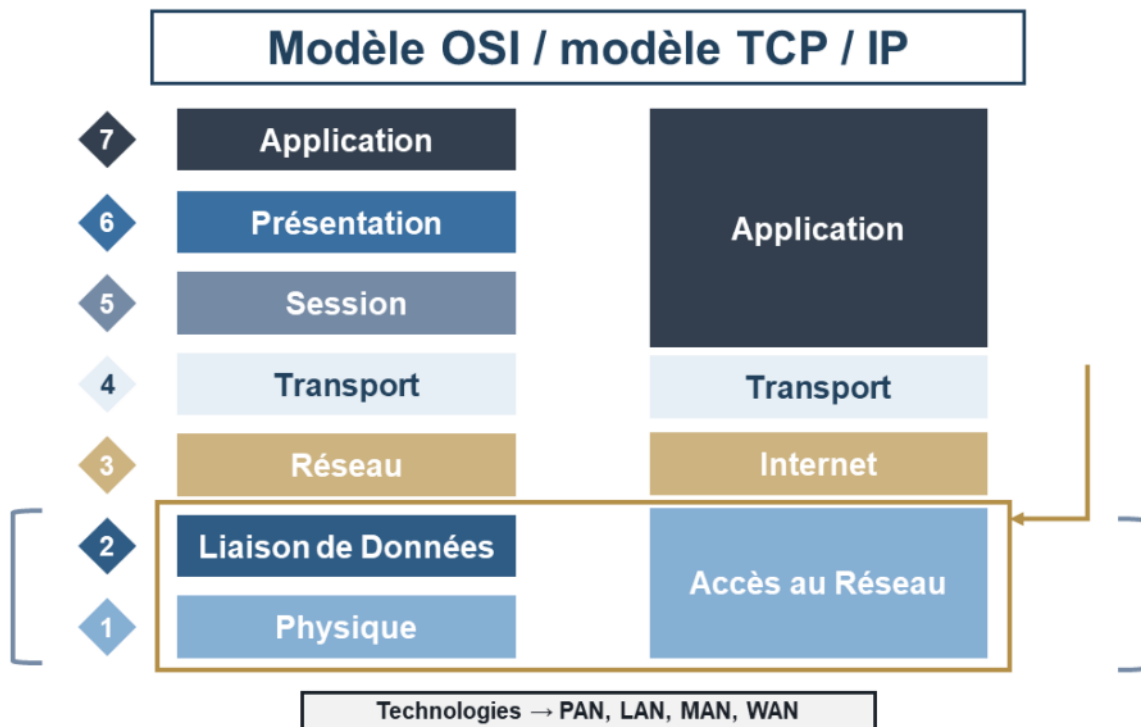 Modèle OSI / modèle TCP / IP
7
Application
6
Présentation
Application
5
Session
4
Transport
Transport
3
Réseau
Internet
2
Liaison de Données
Accès au Réseau
1
Physique
Technologies → PAN, LAN, MAN, WAN